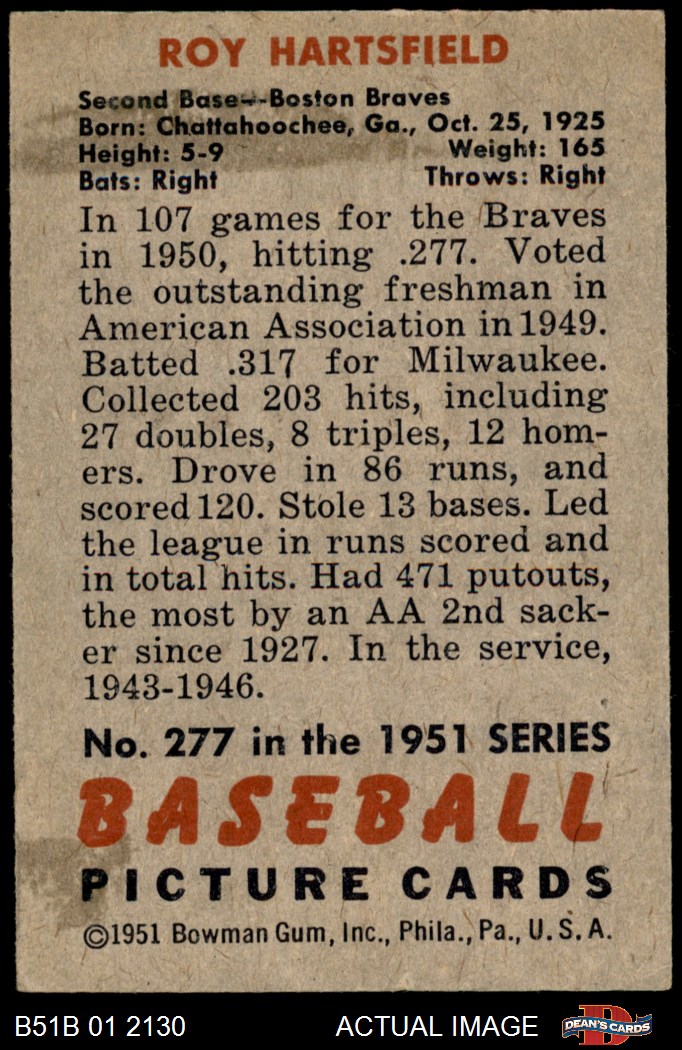 ROY HARTSFIELD
Second Base--Boston Braves
Born: Chattahoochee, Ga., Oct. 25, 1925
Height: 5-9 Weight: 165
Bats: Right Throws: Right
In 107 games for the Braves
in 1950, hitting .277. Voted
the outstanding freshman in
American Association in 1949.
Batted .317 for Milwaukee.
Collected 203 hits, including
27 doubles, 8 triples, 12 hom-
ers. Drove in 86 runs, and
scored 120. Stole 13 bases. Led
the league in runs scored and
in total hits. Had 471 putouts,
the most by an AA 2nd sack-
er since 1927. In the service,
1943-1946.
No. 277 in the 1951 SERIES
BASEBALL
PICTURE CARDS
©1951 Bowman Gum, Inc., Phila., Pa., U. S. A.
B51B 01 2130 ACTUAL IMAGE D DEAN'S CARDS